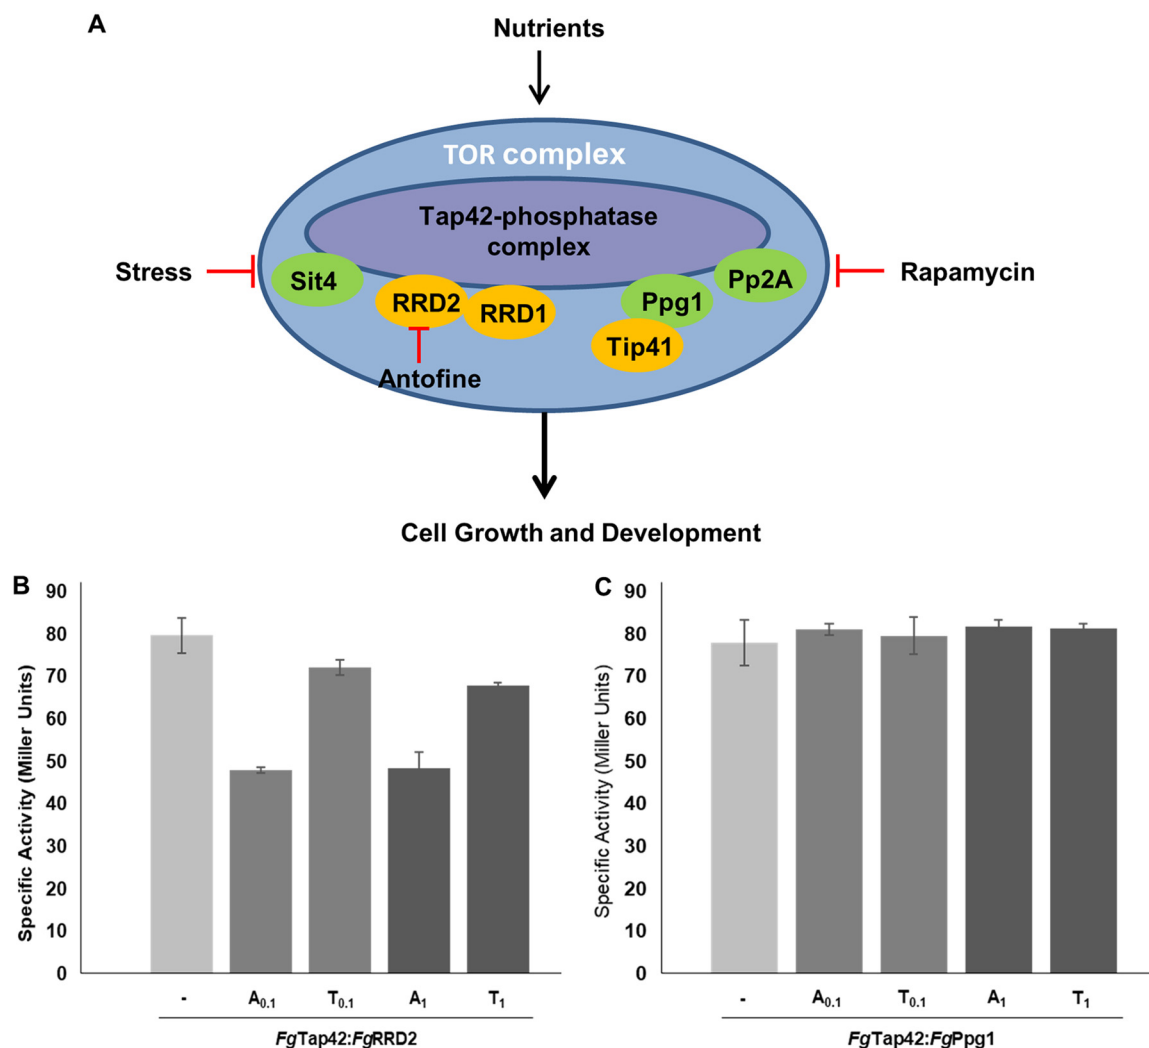 A
Nutrients
TOR complex
Tap42-phosphatase
complex
Stress
Sit4
RRD2
RRD1
Ppg1
Pp2A
Rapamycin
Tip41
Antofine
Cell Growth and Development
B
Specific Activity (Miller Units)
90
80
70
60
50
40
30
20
10
0
- A0.1 T0.1 A1 T1
FgTap42:FgRRD2
C
Specific Activity (Miller Units)
90
80
70
60
50
40
30
20
10
0
- A0.1 T0.1 A1 T1
FgTap42:FgPpg1